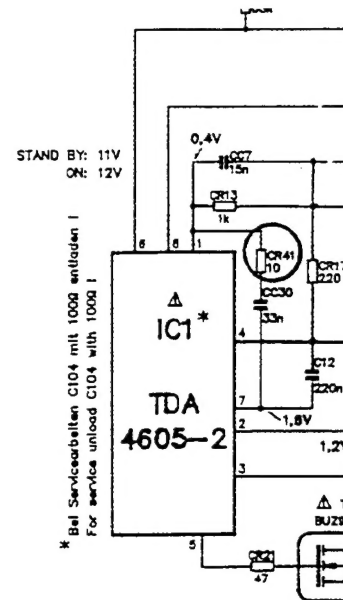 0,4V
STAND BY: 11V
ON: 12V
CC7
15n
CR13
1k
6
8
1
CR41
10
CR17
220
CC30
33n
IC1*
4
C12
220n
TDA
4605-2
7
1,8V
2
1,2V
3
* Bei Servicearbeiten C104 mit 100Ω entladen !
For service unload C104 with 100Ω !
BUZ9
5
CR21
47